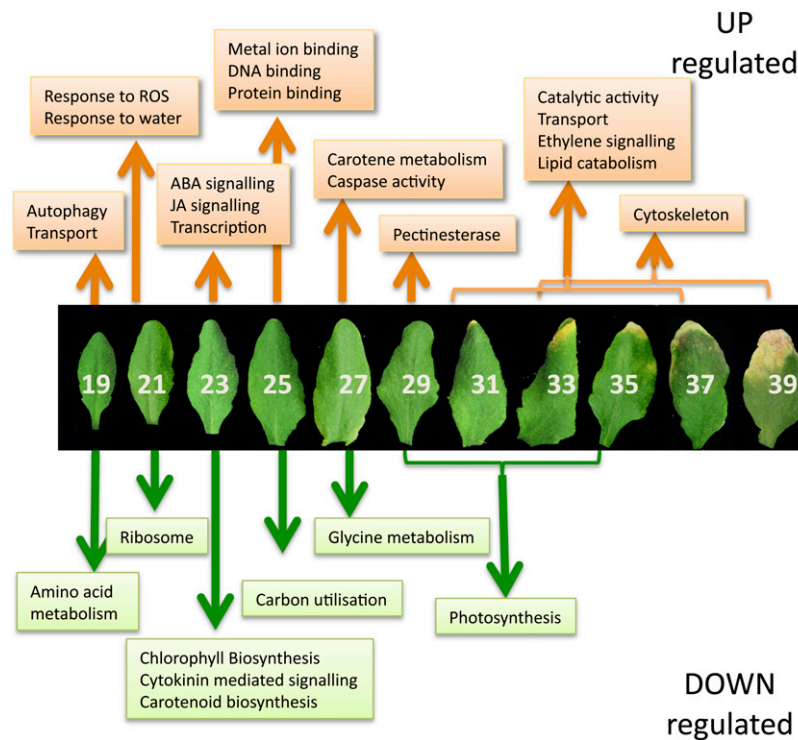 UP
regulated
Metal ion binding
DNA binding
Protein binding
Response to ROS
Response to water
Catalytic activity
Transport
Ethylene signalling
Lipid catabolism
ABA signalling
JA signalling
Transcription
Carotene metabolism
Caspase activity
Autophagy
Transport
Pectinesterase
Cytoskeleton
19 21 23 25 27 29 31 33 35 37 39
Ribosome
Glycine metabolism
Amino acid
metabolism
Carbon utilisation
Photosynthesis
Chlorophyll Biosynthesis
Cytokinin mediated signalling
Carotenoid biosynthesis
DOWN
regulated